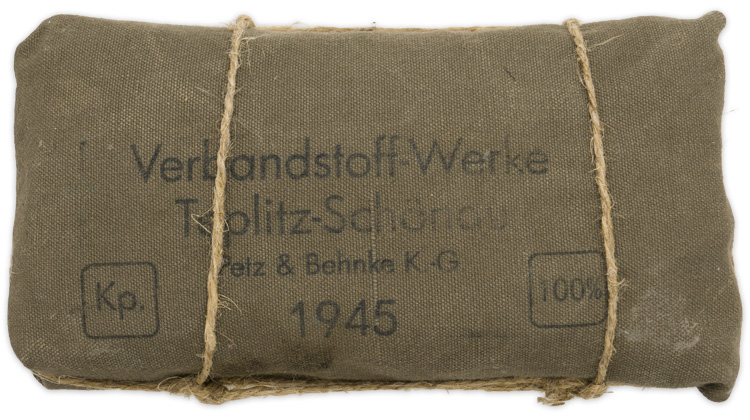 Verbandstoff-Werke
Teplitz-Schönau
Petz & Behnke K.-G
Kp.
100%
1945